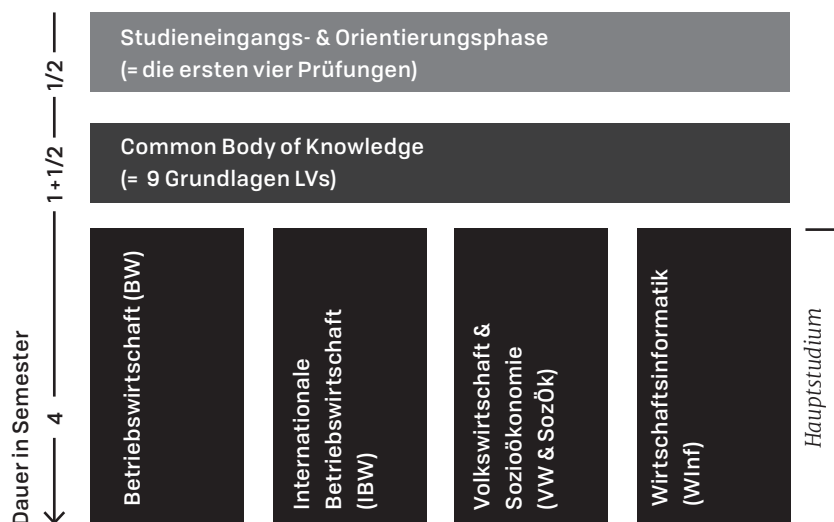 Studieneingangs- & Orientierungsphase
(= die ersten vier Prüfungen)
Common Body of Knowledge
(= 9 Grundlagen LVs)
Betriebswirtschaft (BW)
Internationale
Betriebswirtschaft
(IBW)
Volkswirtschaft &
Sozioökonomie
(VW & SozÖk)
Wirtschaftsinformatik
(WInf)
Hauptstudium
Dauer in Semester
1/2
1+1/2
4